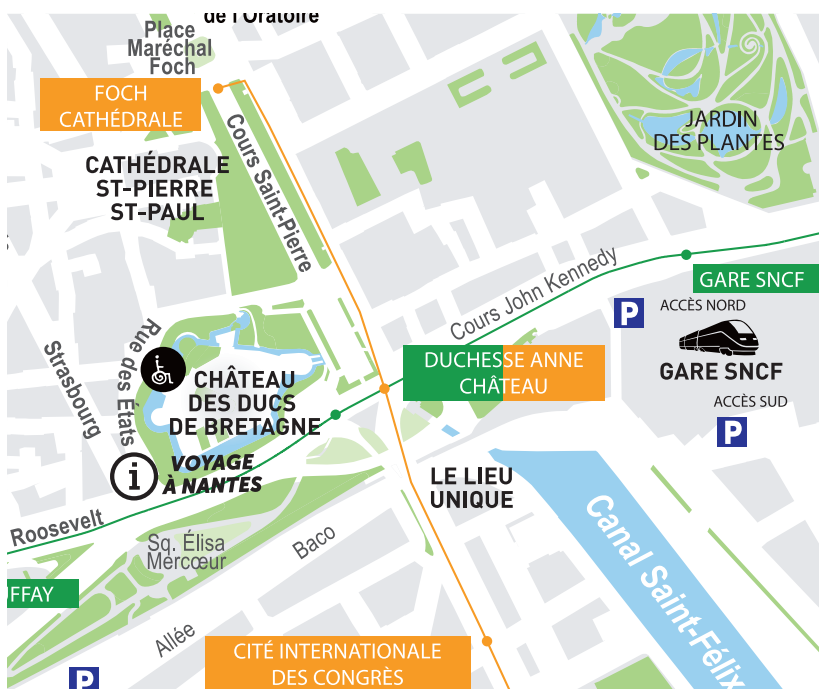 de l'Oratoire
Place
Maréchal
Foch
FOCH
CATHÉDRALE
Cours Saint-Pierre
JARDIN
DES PLANTES
CATHÉDRALE
ST-PIERRE
ST-PAUL
Cours John Kennedy
GARE SNCF
P
ACCÈS NORD
GARE SNCF
ACCÈS SUD
P
Rue des États
Strasbourg
DUCHESSE ANNE
CHÂTEAU
CHÂTEAU
DES DUCS
DE BRETAGNE
i
VOYAGE
À NANTES
LE LIEU
UNIQUE
Roosevelt
Sq. Élisa
Mercœur
Baco
Canal Saint-Félix
FFAY
Allée
CITÉ INTERNATIONALE
DES CONGRÈS
P